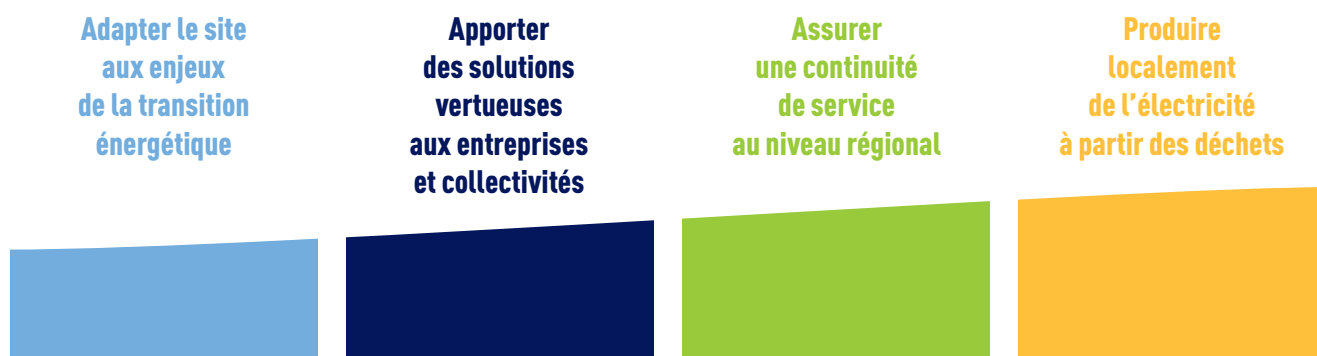 Adapter le site
aux enjeux
de la transition
énergétique
Apporter
des solutions
vertueuses
aux entreprises
et collectivités
Assurer
une continuité
de service
au niveau régional
Produire
localement
de l'électricité
à partir des déchets